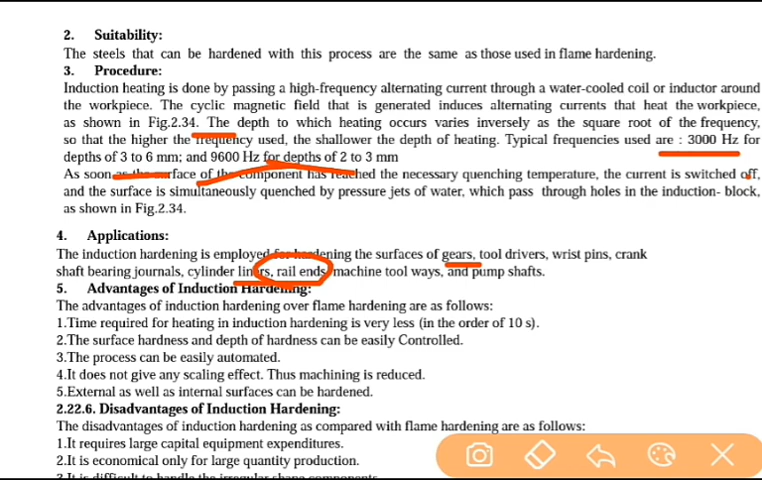 2. Suitability:
The steels that can be hardened with this process are the same as those used in flame hardening.
3. Procedure:
Induction heating is done by passing a high-frequency alternating current through a water-cooled coil or inductor around
the workpiece. The cyclic magnetic field that is generated induces alternating currents that heat the workpiece,
as shown in Fig.2.34. The depth to which heating occurs varies inversely as the square root of the frequency,
so that the higher the frequency used, the shallower the depth of heating. Typical frequencies used are : 3000 Hz for
depths of 3 to 6 mm; and 9600 Hz for depths of 2 to 3 mm
As soon as the surface of the component has reached the necessary quenching temperature, the current is switched off,
and the surface is simultaneously quenched by pressure jets of water, which pass through holes in the induction- block,
as shown in Fig.2.34.
4. Applications:
The induction hardening is employed for hardening the surfaces of gears, tool drivers, wrist pins, crank
shaft bearing journals, cylinder liners, rail ends, machine tool ways, and pump shafts.
5. Advantages of Induction Hardening:
The advantages of induction hardening over flame hardening are as follows:
1.Time required for heating in induction hardening is very less (in the order of 10 s).
2.The surface hardness and depth of hardness can be easily Controlled.
3.The process can be easily automated.
4.It does not give any scaling effect. Thus machining is reduced.
5.External as well as internal surfaces can be hardened.
2.22.6. Disadvantages of Induction Hardening:
The disadvantages of induction hardening as compared with flame hardening are as follows:
1.It requires large capital equipment expenditures.
2.It is economical only for large quantity production.
3.It is difficult to handle the irregular shape components